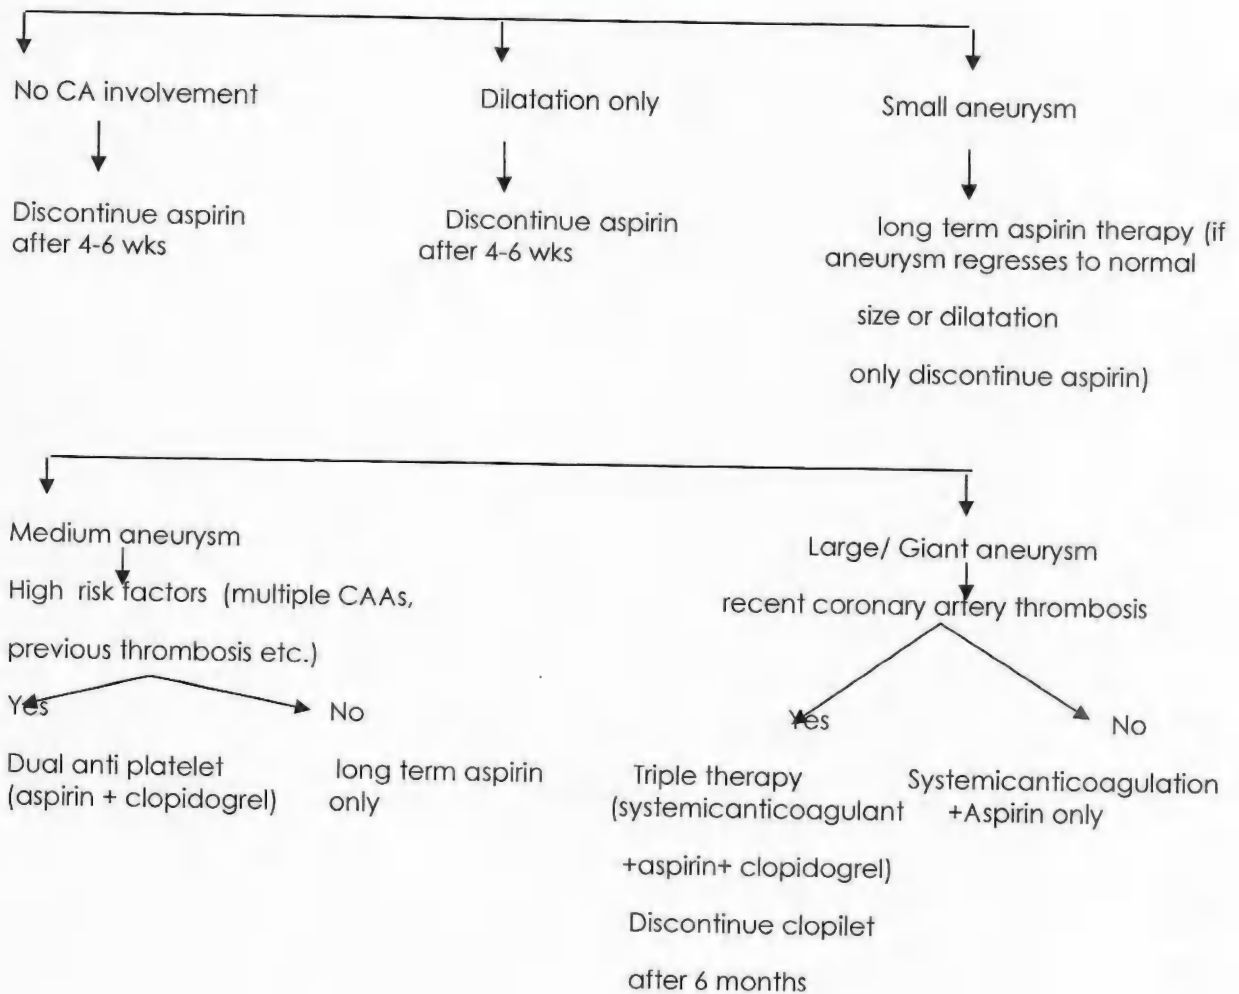 No CA involvement
Discontinue aspirin
after 4-6 wks
Dilatation only
Discontinue aspirin
after 4-6 wks
Small aneurysm
long term aspirin therapy (if
aneurysm regresses to normal
size or dilatation
only discontinue aspirin)
Medium aneurysm
High risk factors (multiple CAAs,
previous thrombosis etc.)
Yes
Dual anti platelet
(aspirin + clopidogrel)
No
long term aspirin
only
Large/ Giant aneurysm
recent coronary artery thrombosis
Yes
Triple therapy
(systemicanticoagulant
+aspirin+ clopidogrel)
Discontinue clopilet
after 6 months
No
Systemicanticoagulation
+Aspirin only